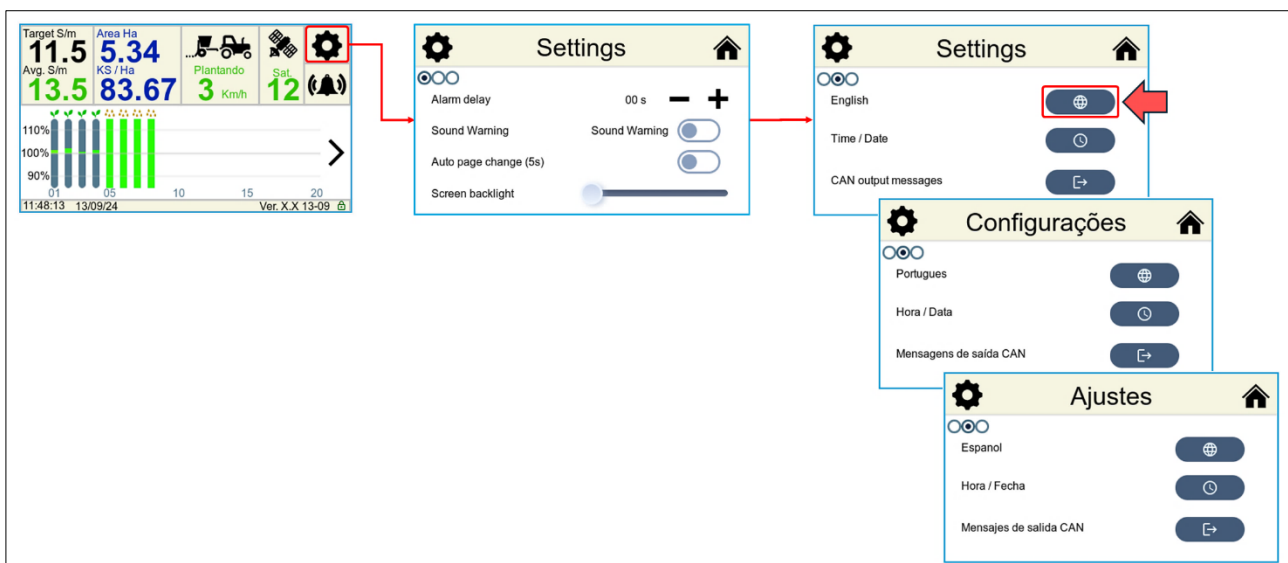 Target S/m
11.5
Area Ha
5.34
Avg. S/m
13.5
KS / Ha
83.67
Plantando
3 Km/h
Sat.
12
110%
100%
90%
01 05 10 15 20
11:48:13 13/09/24 Ver. X.X 13-09
Settings
Alarm delay 00 s
Sound Warning Sound Warning
Auto page change (5s)
Screen backlight
Settings
English
Time / Date
CAN output messages
Configurações
Portugues
Hora / Data
Mensagens de saída CAN
Ajustes
Espanol
Hora / Fecha
Mensajes de salida CAN